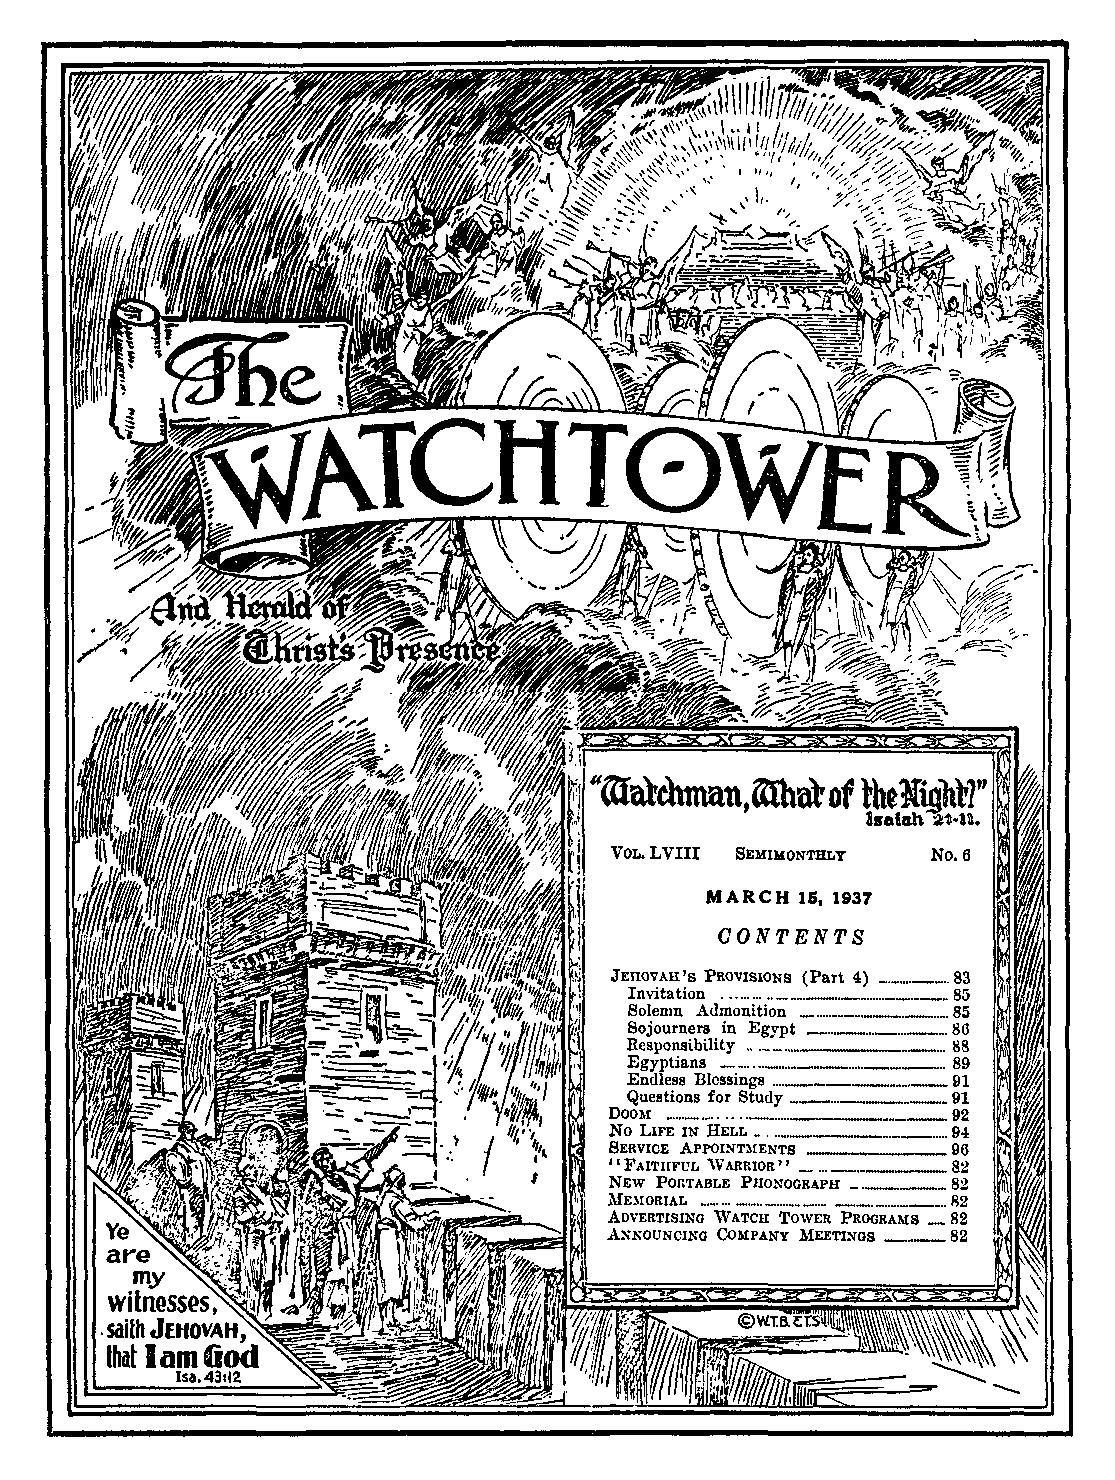 The
WATCHTOWER
And Herald of
Christ's Presence
"Watchman, What of the Night?"
Isaiah 21-11.
VOL. LVIII SEMIMONTHLY No. 6
MARCH 15, 1937
CONTENTS
JEHOVAH'S PROVISIONS (Part 4) 83
Invitation 85
Solemn Admonition 85
Sojourners in Egypt 86
Responsibility 88
Egyptians 89
Endless Blessings 91
Questions for Study 91
DOOM 92
NO LIFE IN HELL 94
SERVICE APPOINTMENTS 96
"FAITHFUL WARRIOR" 82
NEW PORTABLE PHONOGRAPH 82
MEMORIAL 82
ADVERTISING WATCH TOWER PROGRAMS 82
ANNOUNCING COMPANY MEETINGS 82
Ye
are
my
witnesses,
saith JEHOVAH,
that I am God
Isa. 43:12
©W.T.B. & T.S.